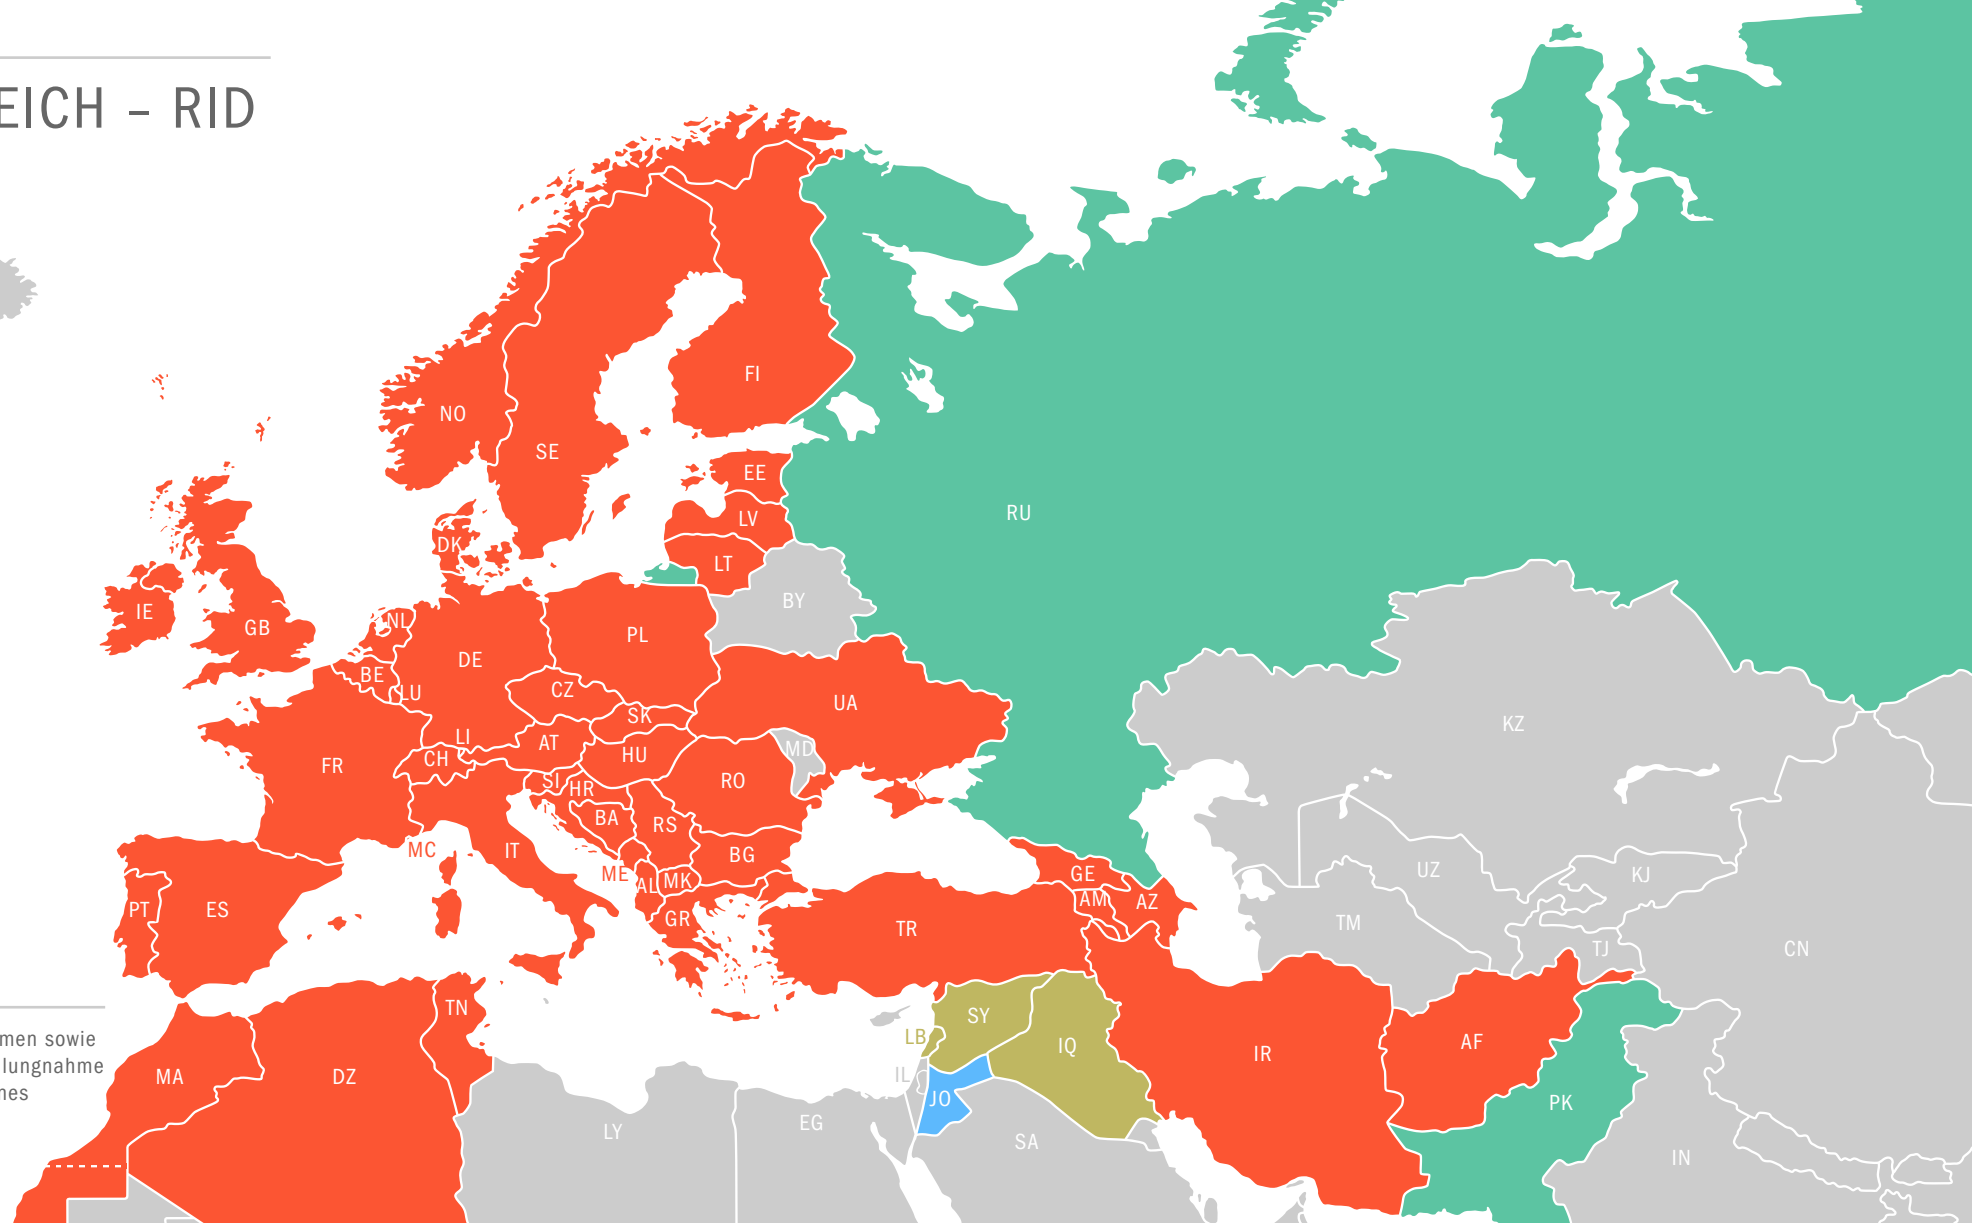 EICH – RID
NO
SE
FI
EE
LV
LT
DK
RU
IE
GB
NL
BE
LU
DE
PL
BY
CZ
SK
UA
KZ
LI
CH
AT
HU
MD
FR
SI
HR
RO
BA
RS
MC
IT
BG
ME
AL
MK
GR
PT
ES
TR
GE
AM
AZ
UZ
KJ
TM
TJ
CN
TN
SY
LB
IQ
IR
AF
MA
DZ
IL
JO
PK
LY
EG
SA
IN
men sowie
lungnahme
nes